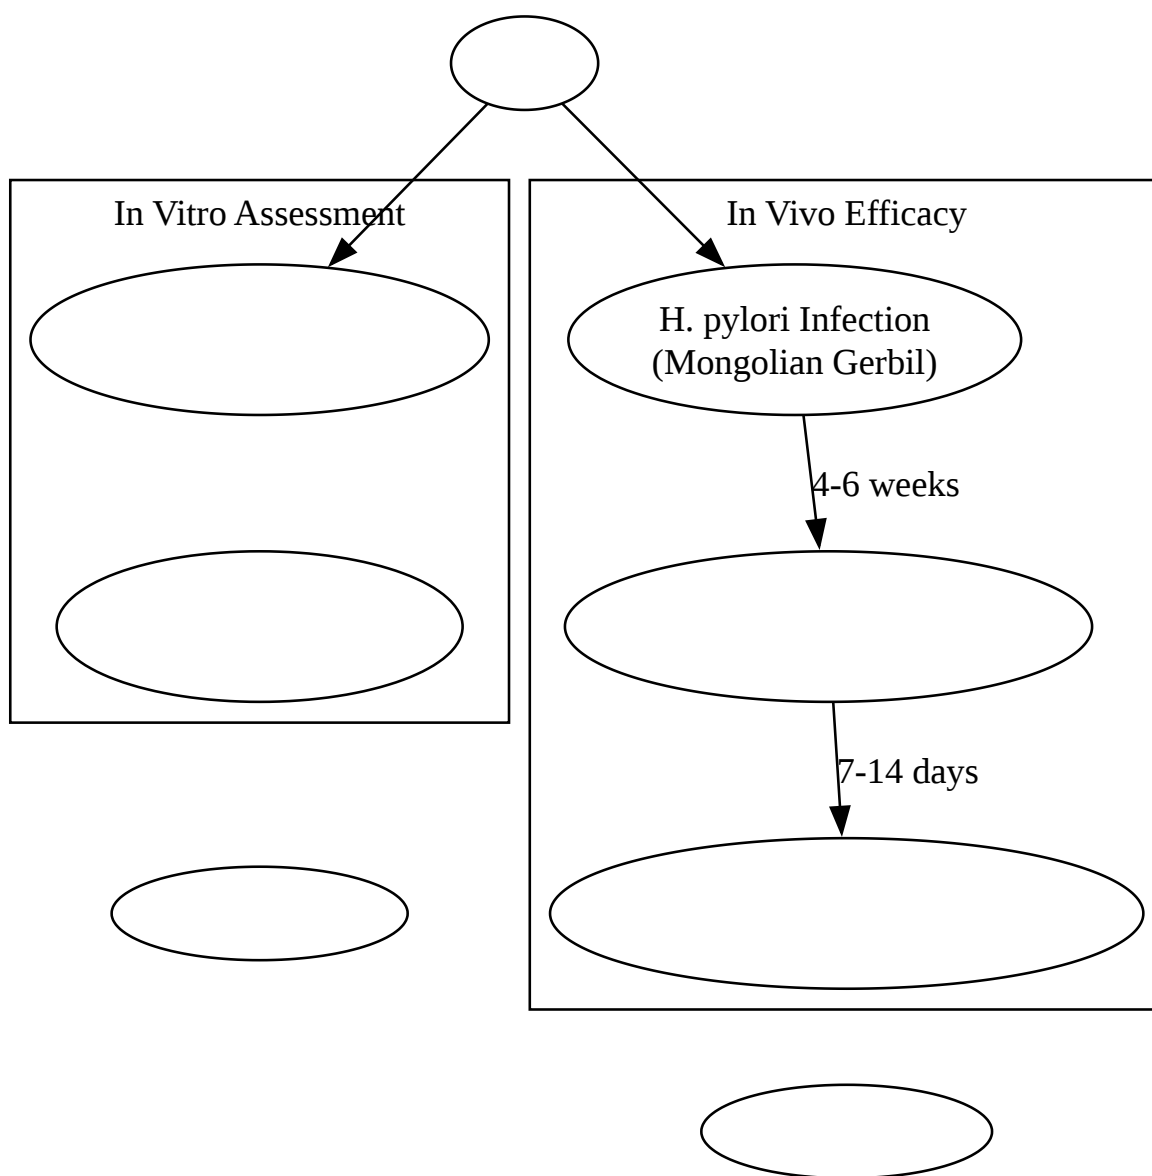 In Vitro Assessment
In Vivo Efficacy
H. pylori Infection
(Mongolian Gerbil)
4-6 weeks
7-14 days